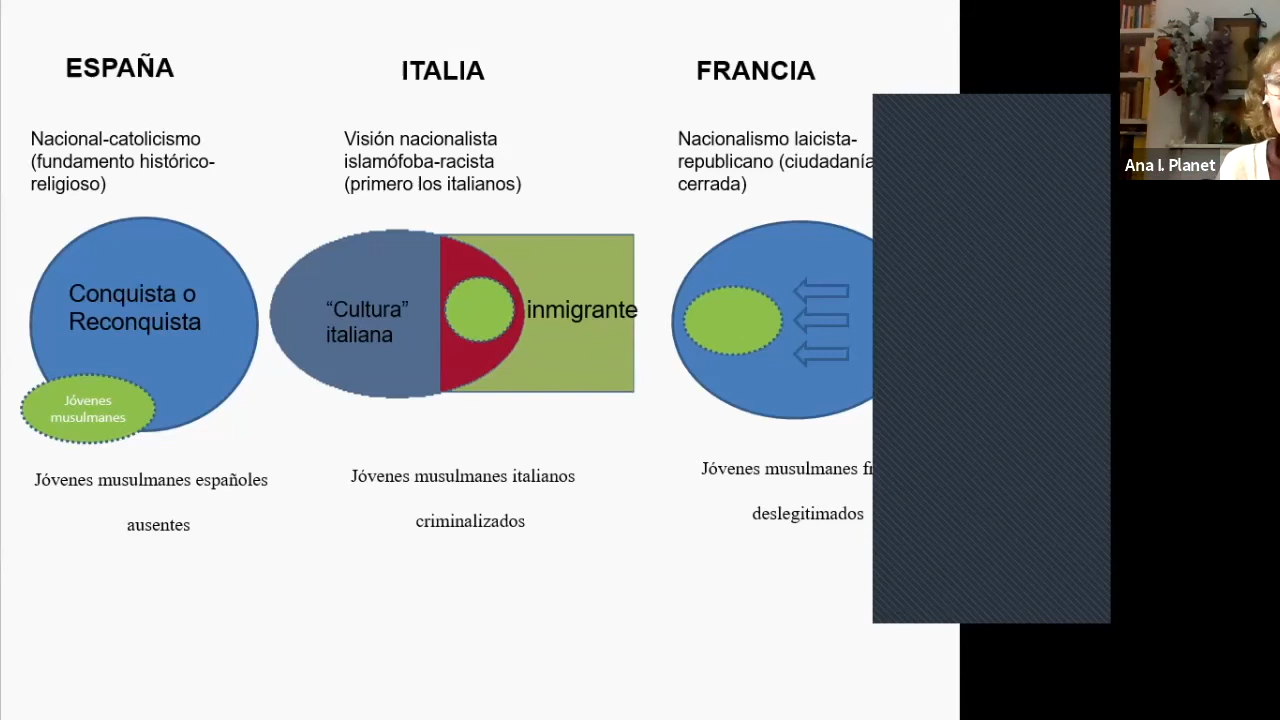 ESPAÑA
ITALIA
FRANCIA
Nacional-catolicismo
(fundamento histórico-
religioso)
Visión nacionalista
islamófoba-racista
(primero los italianos)
Nacionalismo laicista-
republicano (ciudadanía
cerrada)
Conquista o
Reconquista
Jóvenes
musulmanes
“Cultura”
italiana
inmigrante
Jóvenes musulmanes españoles
ausentes
Jóvenes musulmanes italianos
criminalizados
Jóvenes musulmanes
deslegitimados
Ana I. Planet